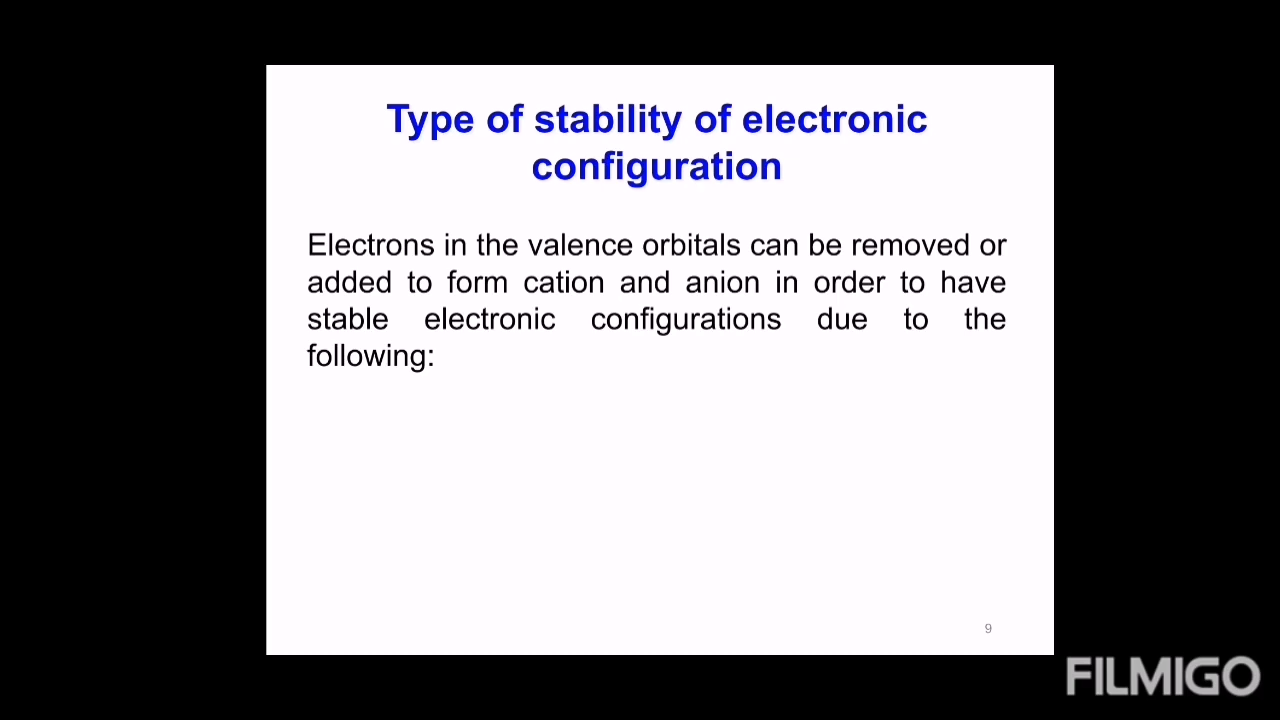 Type of stability of electronic
configuration
Electrons in the valence orbitals can be removed or
added to form cation and anion in order to have
stable electronic configurations due to the
following:
9
FILMIGO